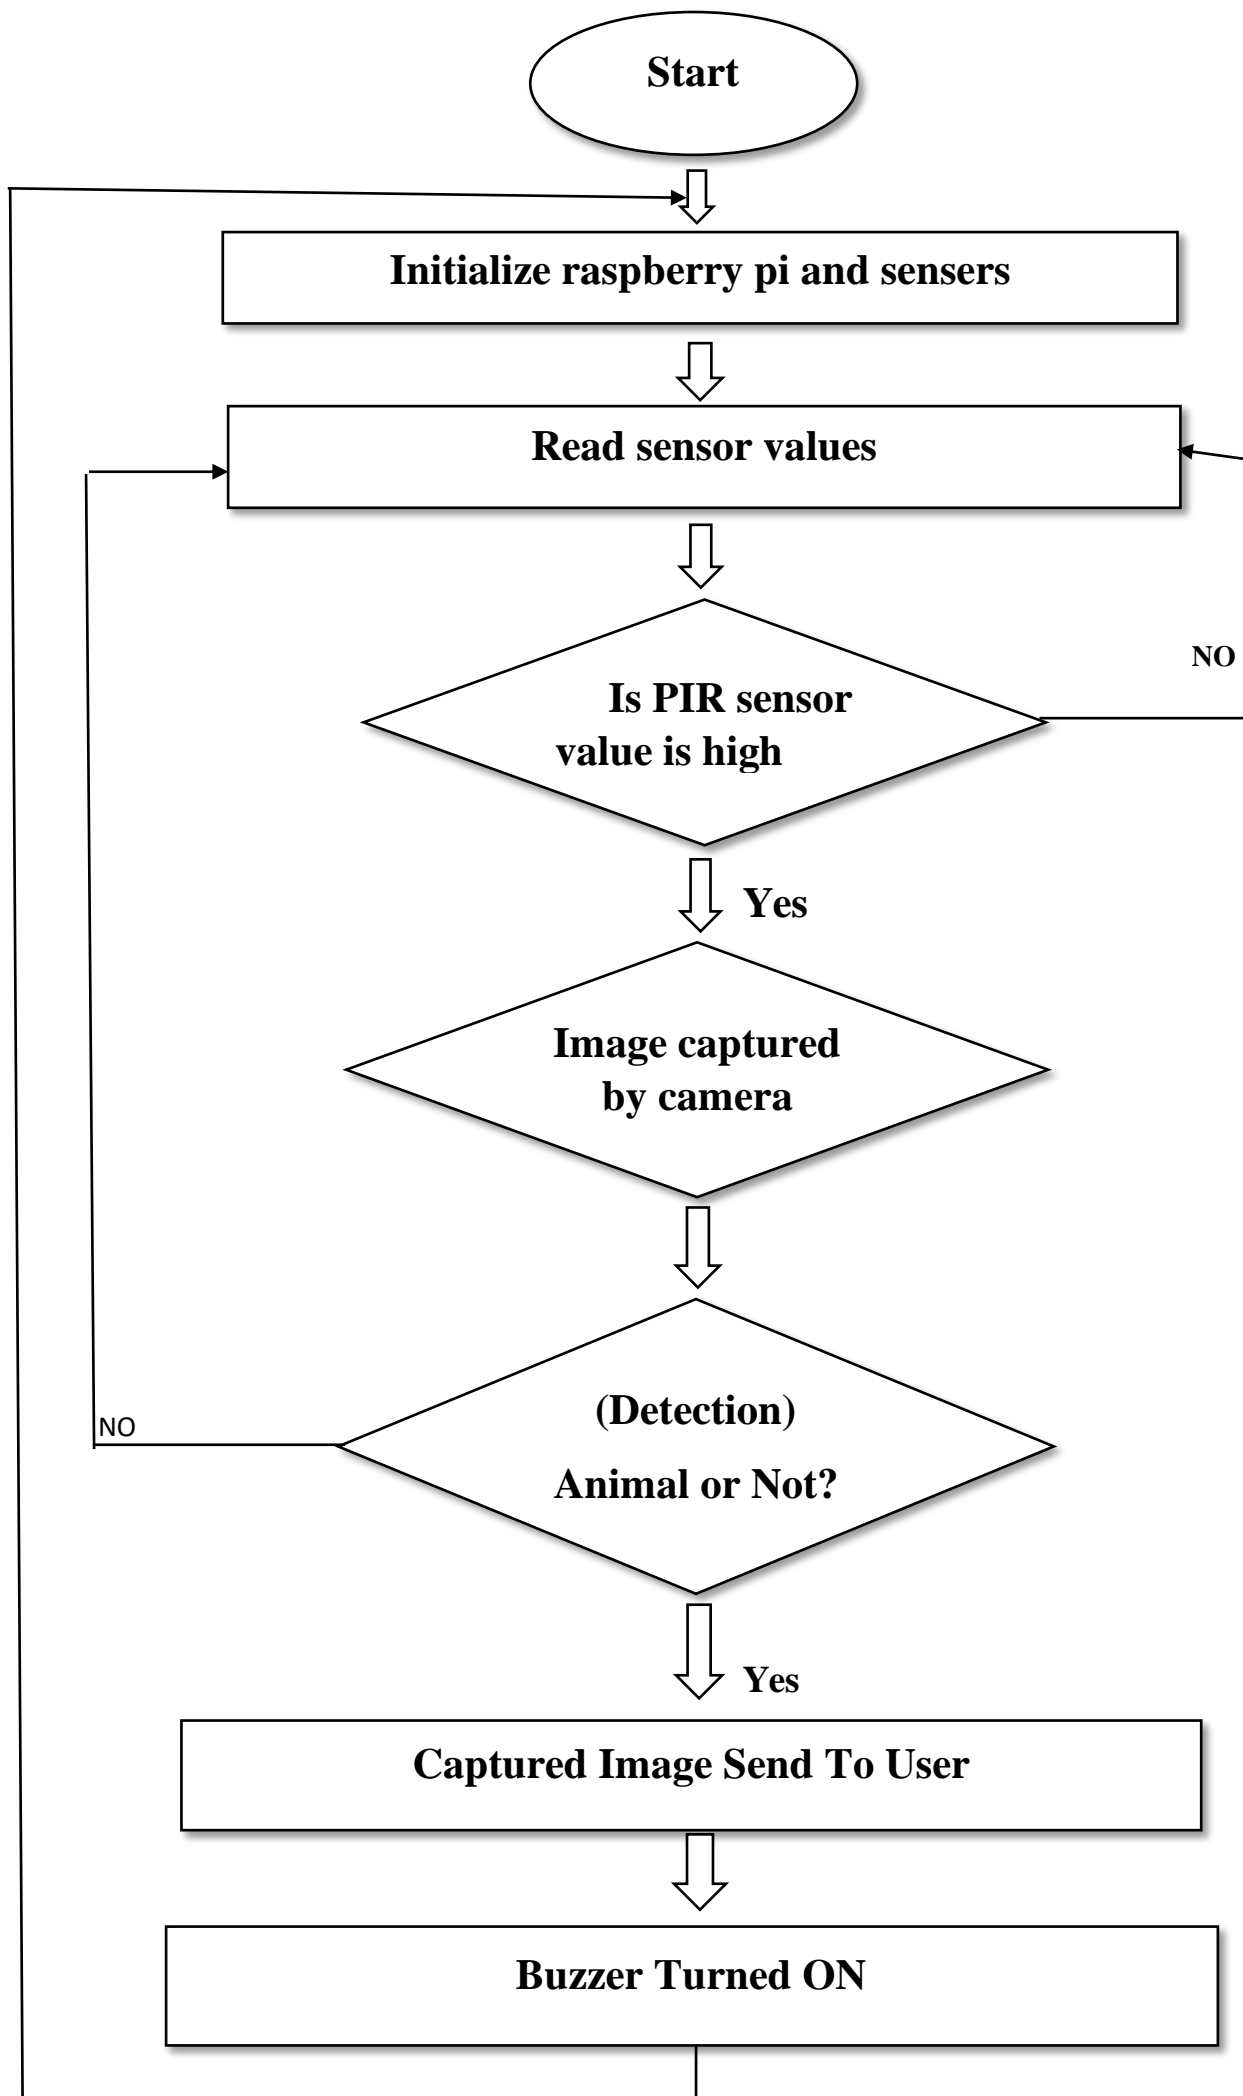 Start
Initialize raspberry pi and sensers
Read sensor values
NO
Is PIR sensor
value is high
Yes
Image captured
by camera
(Detection)
NO
Animal or Not?
Yes
Captured Image Send To User
Buzzer Turned ON